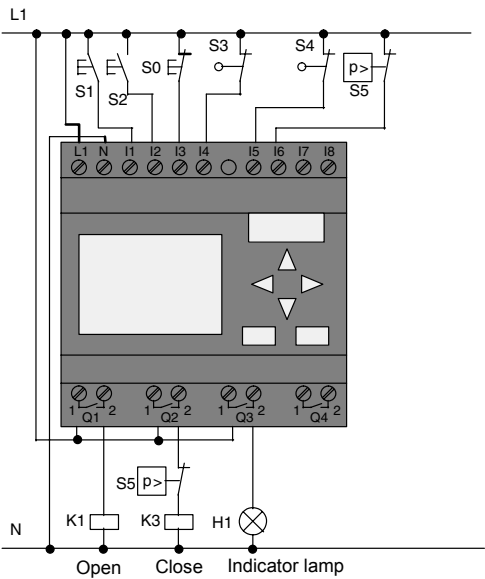 L1
S1
S2
S0
S3
S4
p>
S5
L1 N I1 I2 I3 I4 I5 I6 I7 I8
1 Q1 2 1 Q2 2 1 Q3 2 1 Q4 2
S5 p>
K1 K3 H1
N
Open Close Indicator lamp